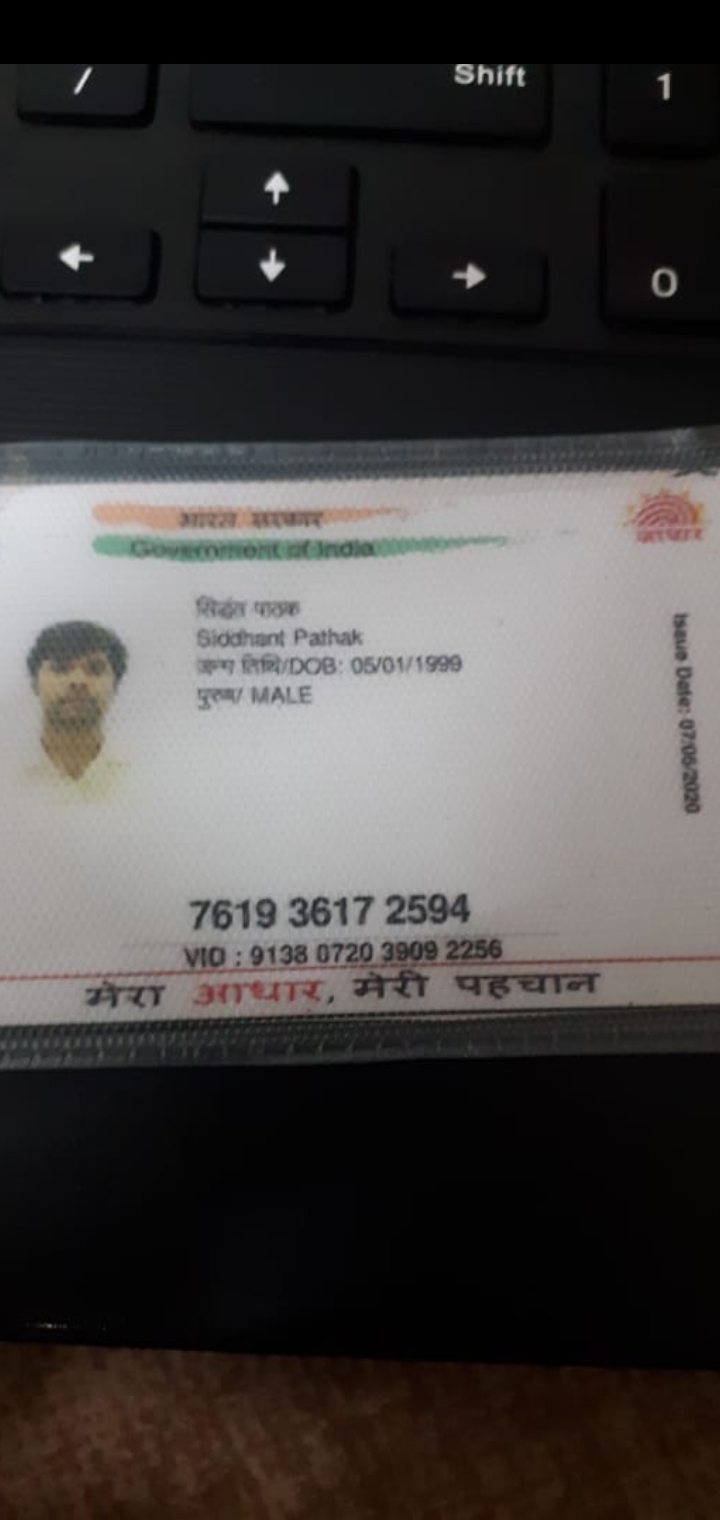 /
Shift
1
↑
←
↓
→
0
भारत सरकार
Government of India
आधार
सिद्धांत पाठक
Siddhant Pathak
जन्म तिथि/DOB: 05/01/1999
पुरुष/ MALE
Issue Date: 07/06/2020
7619 3617 2594
VID : 9138 0720 3909 2256
मेरा आधार, मेरी पहचान